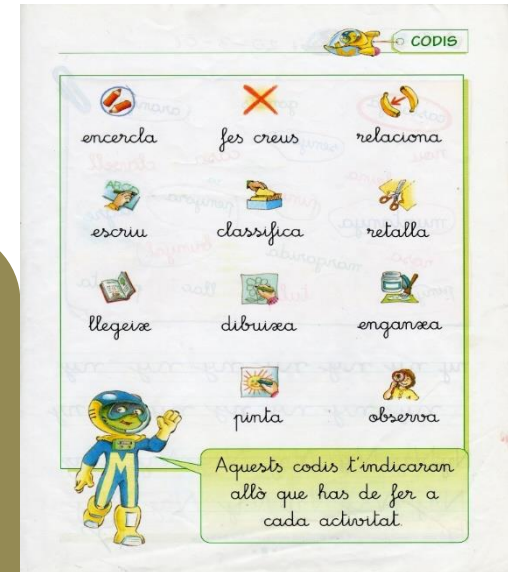 CODIS
encercla fes creus relaciona
escriu classifica retalla
llegeix dibuixa enganxa
pinta observa
M
Aquests codis t'indicaran
allò que has de fer a
cada activitat.